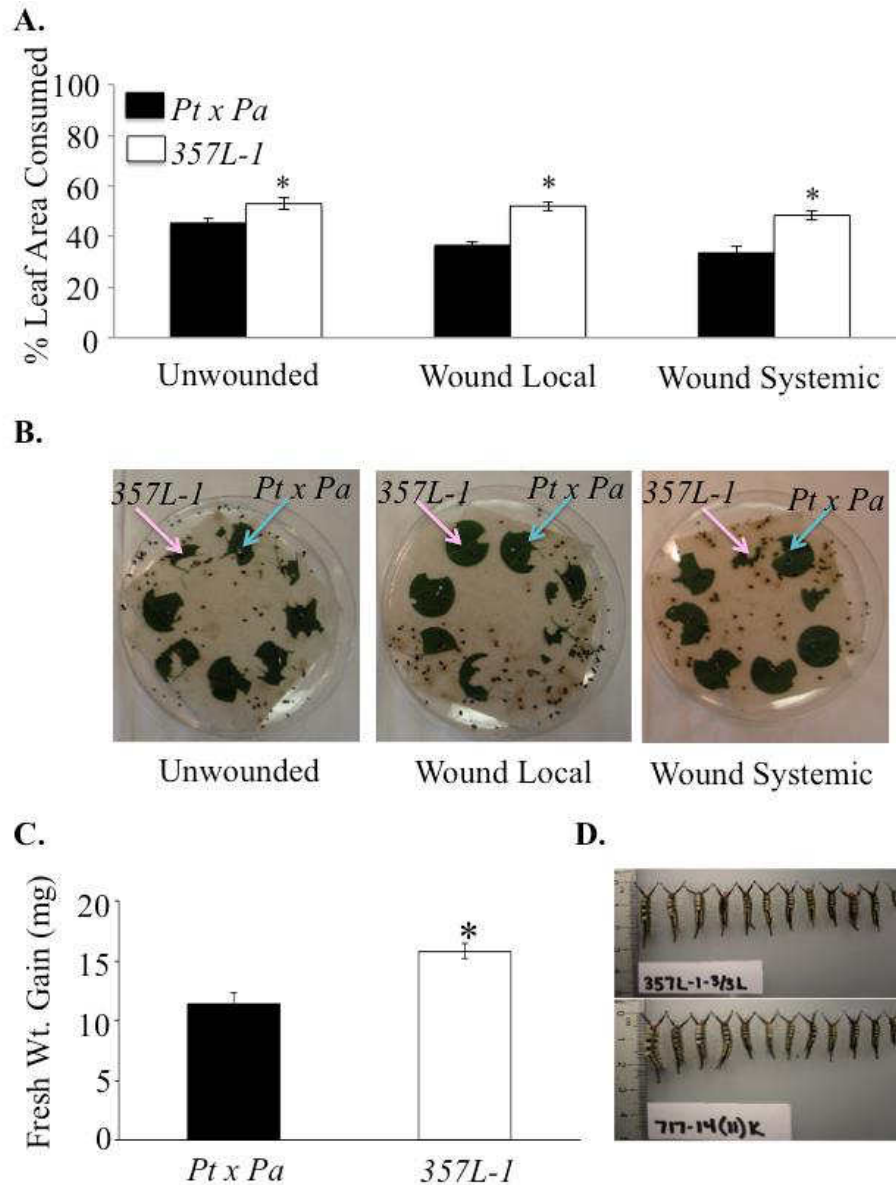 A.
% Leaf Area Consumed
100
80
60
40
20
0
Pt x Pa
357L-1
*
*
*
Unwounded
Wound Local
Wound Systemic
B.
357L-1
Pt x Pa
357L-1
Pt x Pa
357L-1
Pt x Pa
Unwounded
Wound Local
Wound Systemic
C.
Fresh Wt. Gain (mg)
20
15
10
5
0
*
Pt x Pa
357L-1
D.
357L-1-3/3L
717-14(11)K